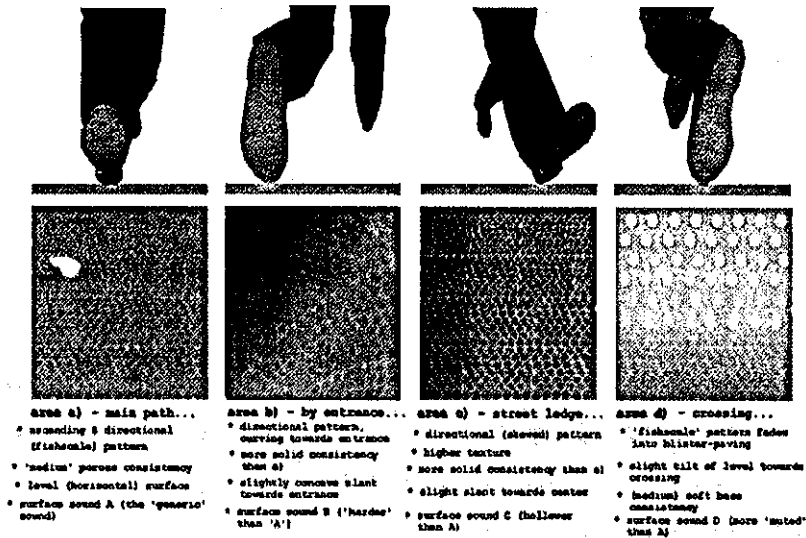 area a) - main path...
* ascending & directional
(fishscale) pattern
* 'medium' porous consistency
* level (horizontal) surface
* surface sound A (the 'generic'
sound)
area b) - by entrance...
* directional pattern,
curving towards entrance
* more solid consistency
than a)
* slightly concave slant
towards entrance
* surface sound B ('harder'
than 'A')
area c) - street ledge...
* directional (skewed) pattern
* higher texture
* more solid consistency than a)
* slight slant towards center
* surface sound C (hollower
than A)
area d) - crossing...
* 'fishscale' pattern fades
into blister-paving
* slight tilt of level towards
crossing
* (medium) soft base
consistency
* surface sound D (more 'muted'
than A)